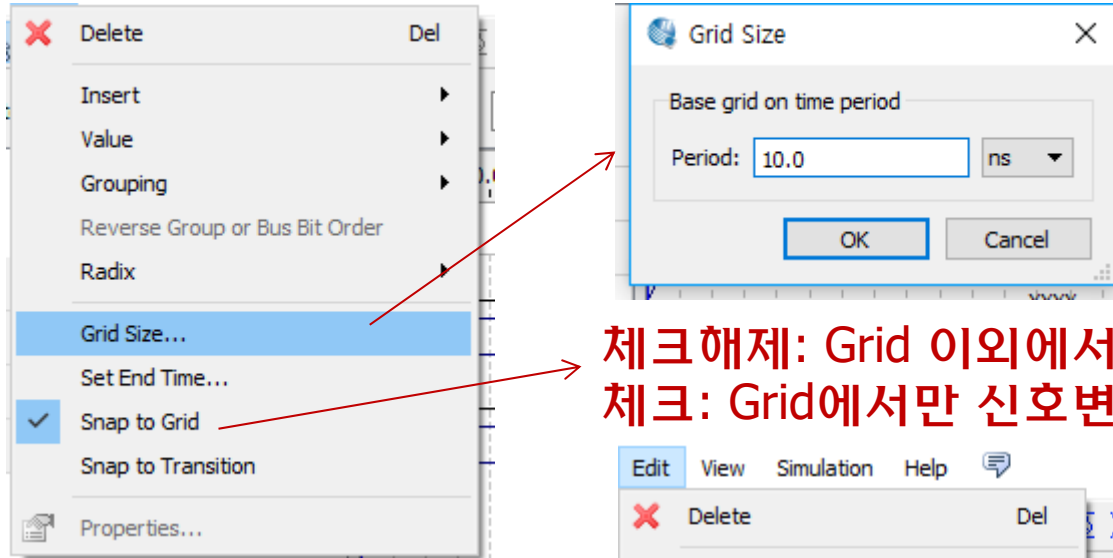 Delete Del
Insert
Value
Grouping
Reverse Group or Bus Bit Order
Radix
Grid Size...
Set End Time...
Snap to Grid
Snap to Transition
Properties...
Grid Size
Base grid on time period
Period: 10.0 ns
OK Cancel
체크해제: Grid 이외에서
체크: Grid에서만 신호변
Edit View Simulation Help
Delete Del